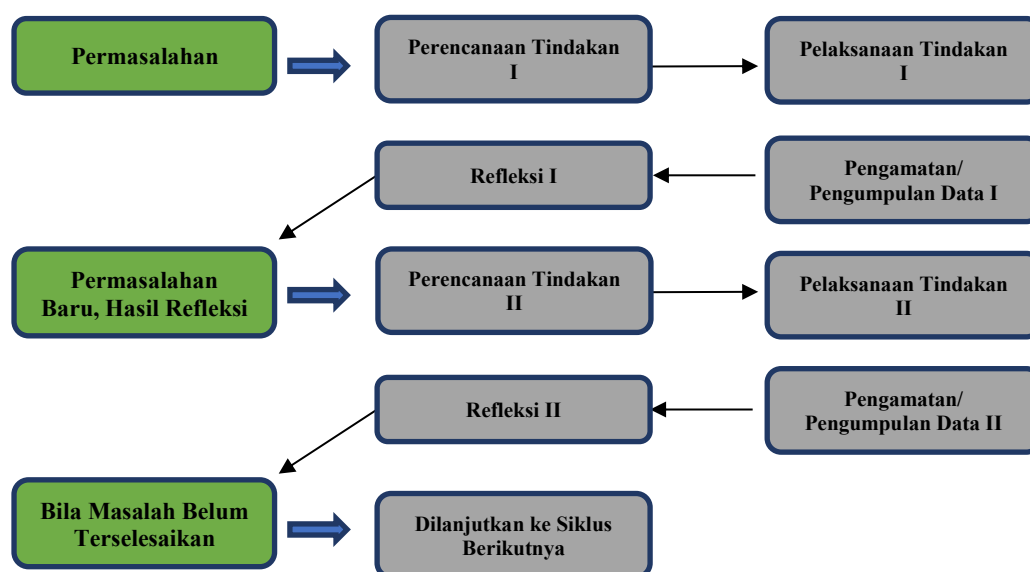 Permasalahan
Perencanaan Tindakan
I
Pelaksanaan Tindakan
I
Refleksi I
Pengamatan/
Pengumpulan Data I
Permasalahan
Baru, Hasil Refleksi
Perencanaan Tindakan
II
Pelaksanaan Tindakan
II
Refleksi II
Pengamatan/
Pengumpulan Data II
Bila Masalah Belum
Terselesaikan
Dilanjutkan ke Siklus
Berikutnya